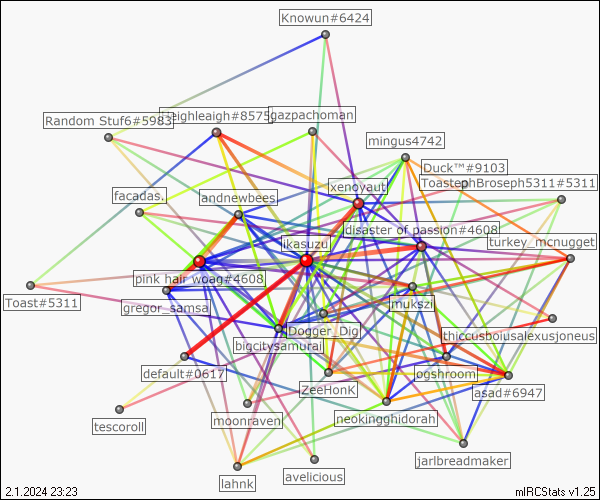 Knowun#6424
Random Stuf6#5983
leighleigh#8575
gazpachoman
mingus4742
Duck™#9103
ToastephBroseph5311#5311
xenovaut
facadas.
andnewbees
disaster of passion#4608
ikasuzu
turkey_mcnugget
pink hair woag#4608
Toast#5311
gregor_samsa
mukszi
Dogger_Dig
thiccusboiusalexusjoneus
bigcitysamurai
default#0617
ZeeHonK
ogshroom
asad#6947
tescoroll
moonraven
neokingghidorah
jarlbreadmaker
lahnk
avelicious
2.1.2024 23:23
mIRCStats v1.25